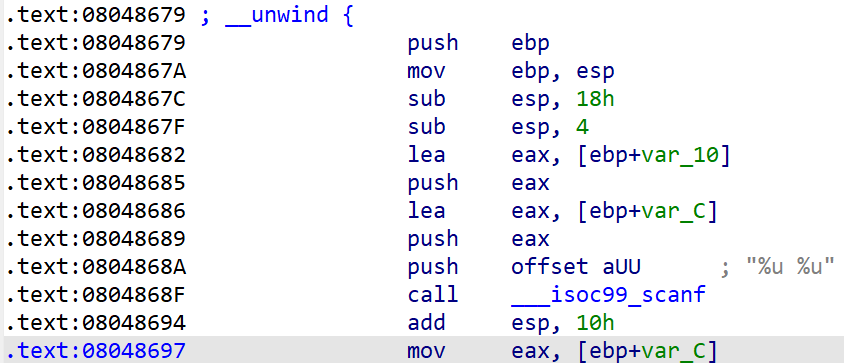 .text:08048679 ; __unwind {
.text:08048679 push ebp
.text:0804867A mov ebp, esp
.text:0804867C sub esp, 18h
.text:0804867F sub esp, 4
.text:08048682 lea eax, [ebp+var_10]
.text:08048685 push eax
.text:08048686 lea eax, [ebp+var_C]
.text:08048689 push eax
.text:0804868A push offset aUU ; "%u %u"
.text:0804868F call ___isoc99_scanf
.text:08048694 add esp, 10h
.text:08048697 mov eax, [ebp+var_C]